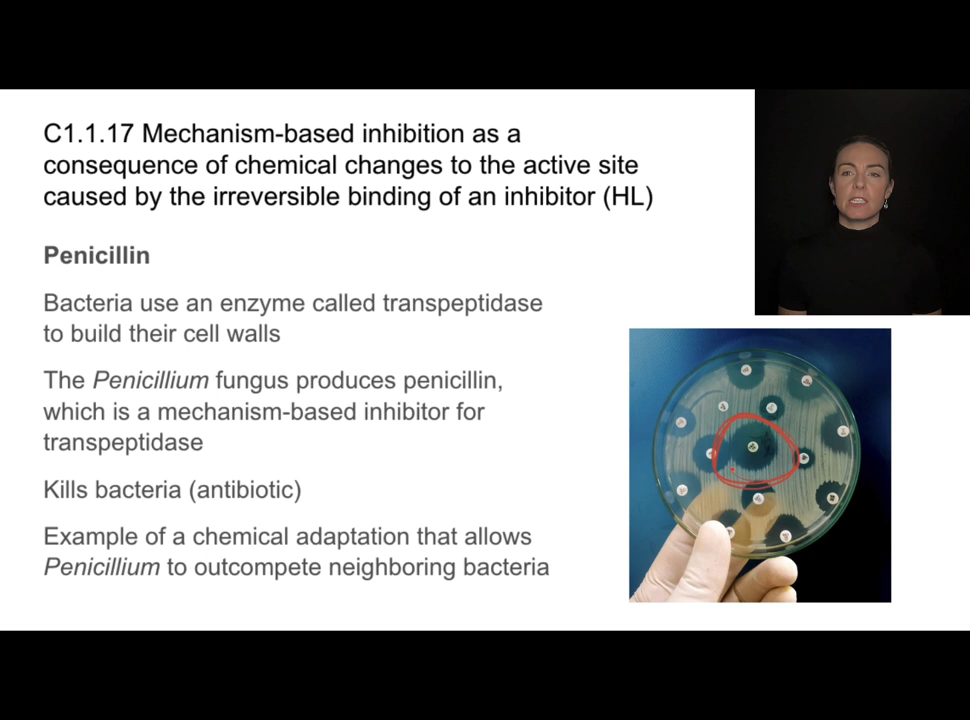 C1.1.17 Mechanism-based inhibition as a
consequence of chemical changes to the active site
caused by the irreversible binding of an inhibitor (HL)
Penicillin
Bacteria use an enzyme called transpeptidase
to build their cell walls
The Penicillium fungus produces penicillin,
which is a mechanism-based inhibitor for
transpeptidase
Kills bacteria (antibiotic)
Example of a chemical adaptation that allows
Penicillium to outcompete neighboring bacteria